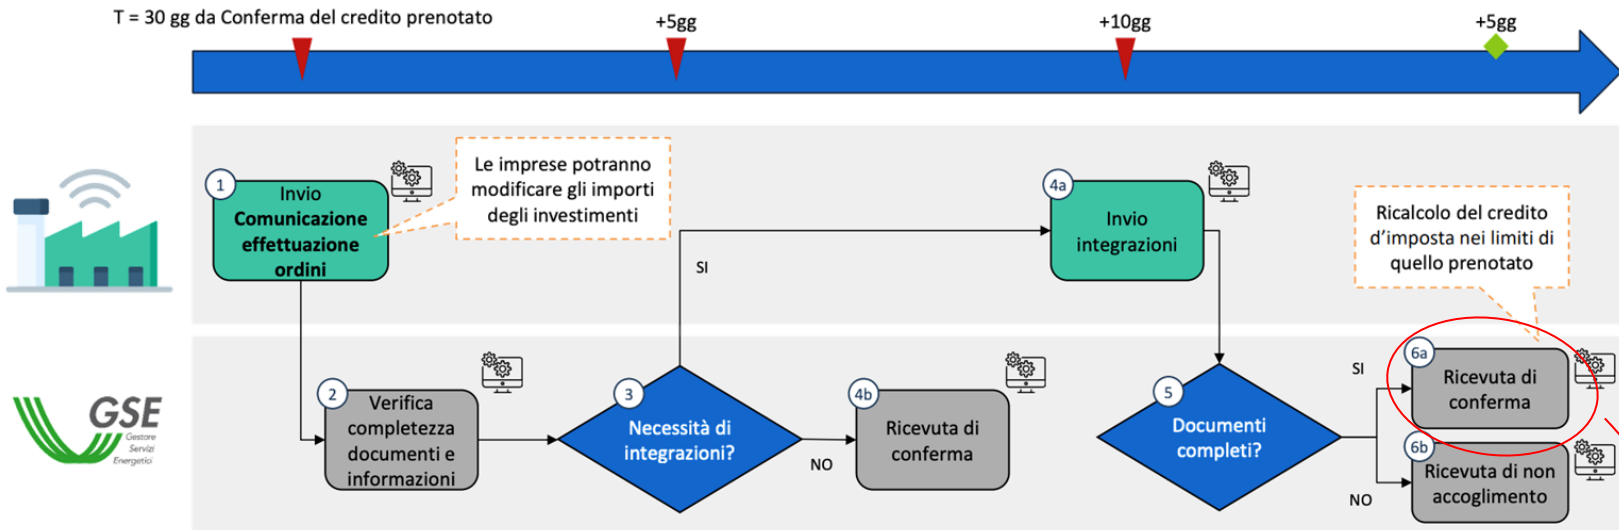 T = 30 gg da Conferma del credito prenotato
+5gg
+10gg
+5gg
1
Invio
Comunicazione
effettuazione
ordini
Le imprese potranno
modificare gli importi
degli investimenti
SI
4a
Invio
integrazioni
Ricalcolo del credito
d'imposta nei limiti di
quello prenotato
GSE
Gestore
Servizi
Energetici
2
Verifica
completezza
documenti e
informazioni
3
Necessità di
integrazioni?
NO
4b
Ricevuta di
conferma
5
Documenti
completi?
SI
6a
Ricevuta di
conferma
NO
6b
Ricevuta di non
accoglimento